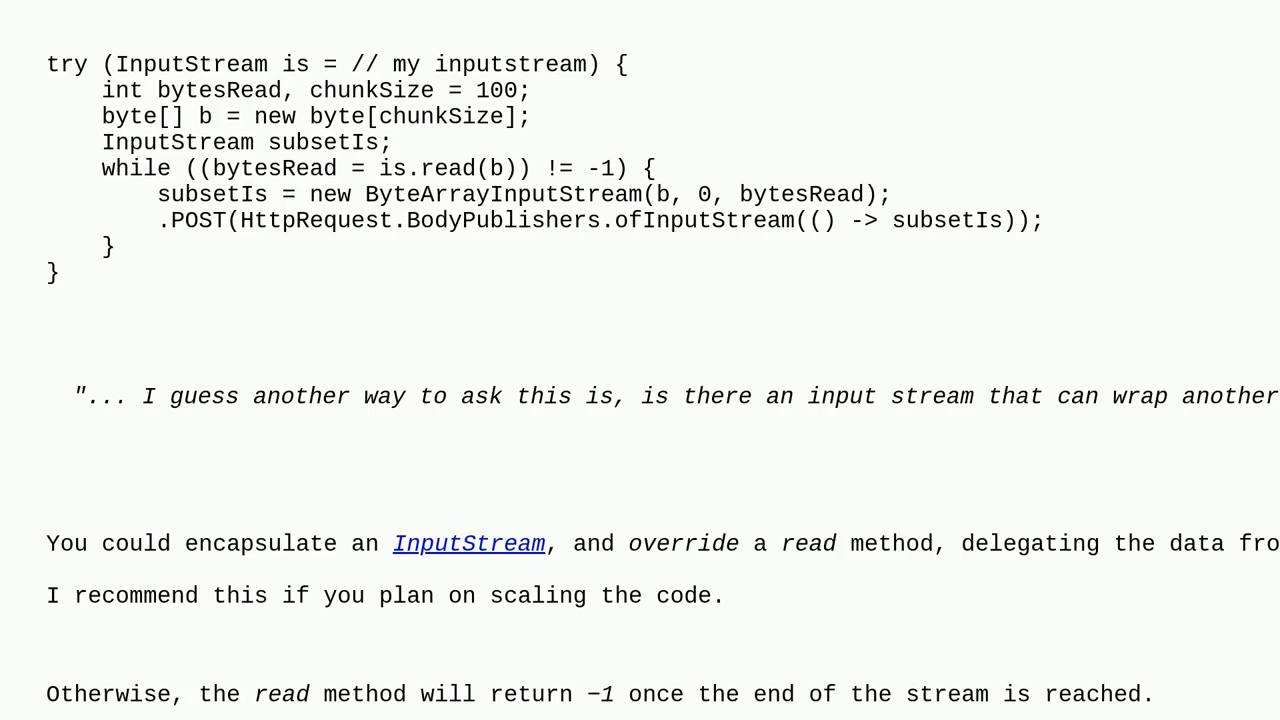 try (InputStream is = // my inputstream) {
    int bytesRead, chunkSize = 100;
    byte[] b = new byte[chunkSize];
    InputStream subsetIs;
    while ((bytesRead = is.read(b)) != -1) {
        subsetIs = new ByteArrayInputStream(b, 0, bytesRead);
        .POST(HttpRequest.BodyPublishers.ofInputStream(() -> subsetIs));
    }
}
"... I guess another way to ask this is, is there an input stream that can wrap another
You could encapsulate an InputStream, and override a read method, delegating the data fro
I recommend this if you plan on scaling the code.
Otherwise, the read method will return −1 once the end of the stream is reached.